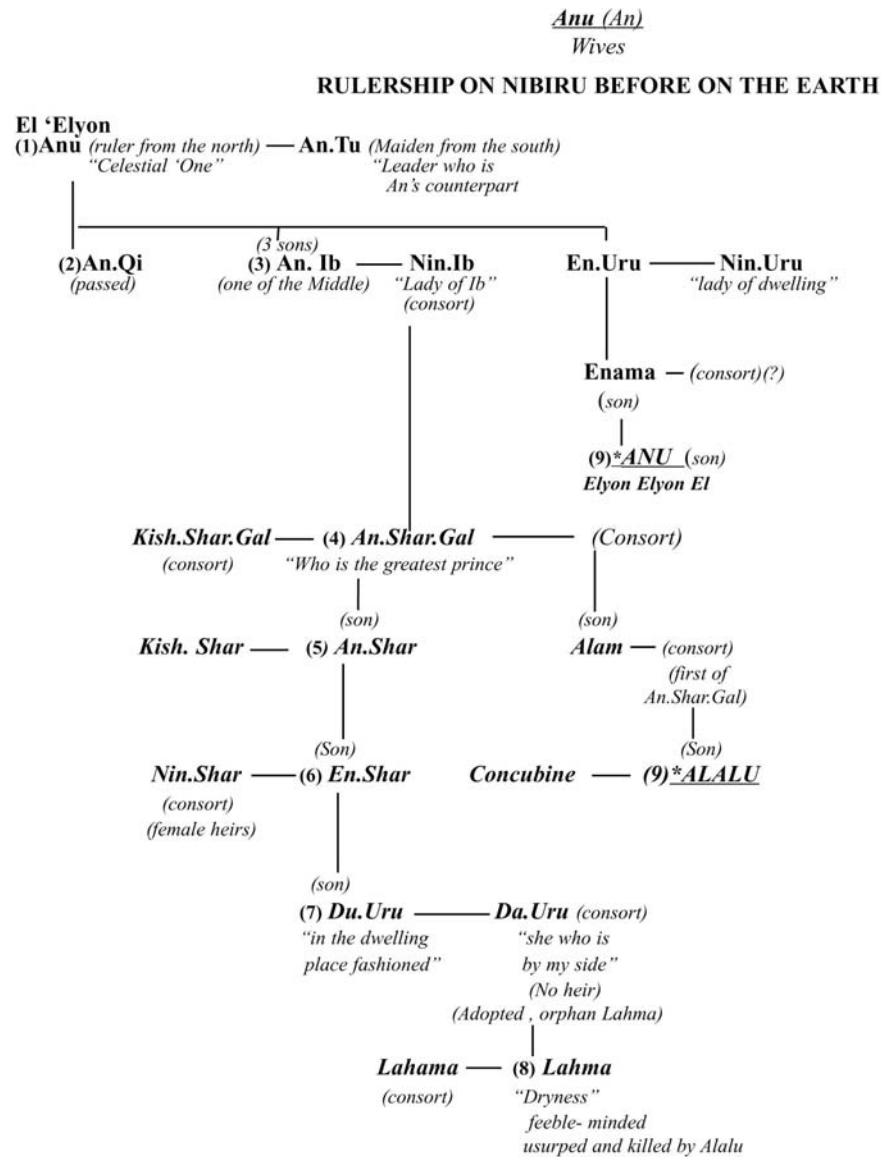 Anu (An)
Wives
RULERSHIP ON NIBIRU BEFORE ON THE EARTH
El ‘Elyon
(1)Anu (ruler from the north) — An.Tu (Maiden from the south)
“Celestial ‘One” “Leader who is
An’s counterpart
(3 sons)
(2)An.Qi (3) An. Ib — Nin.Ib En.Uru — Nin.Uru
(passed) (one of the Middle) “Lady of Ib” “lady of dwelling”
(consort)
Enama — (consort)(?)
(son)
(9)*ANU (son)
Elyon Elyon El
Kish.Shar.Gal — (4) An.Shar.Gal — (Consort)
(consort) “Who is the greatest prince”
(son) (son)
Kish. Shar — (5) An.Shar Alam — (consort)
(first of
An.Shar.Gal)
(Son) (Son)
Nin.Shar — (6) En.Shar Concubine — (9)*ALALU
(consort)
(female heirs)
(son)
(7) Du.Uru — Da.Uru (consort)
“in the dwelling “she who is
place fashioned” by my side”
(No heir)
(Adopted , orphan Lahma)
Lahama — (8) Lahma
(consort) “Dryness”
feeble- minded
usurped and killed by Alalu